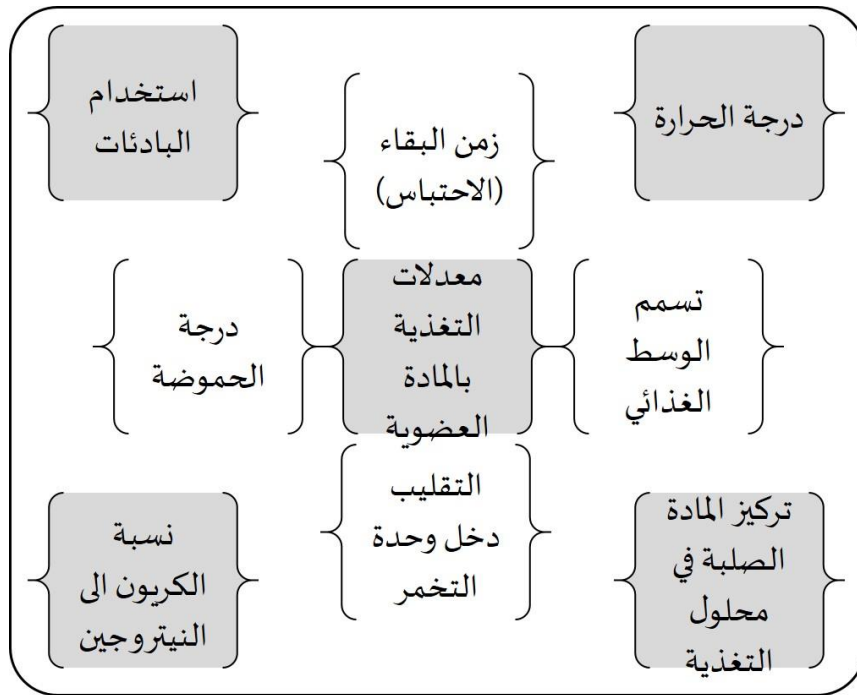 درجة الحرارة
زمن البقاء
(الاحتباس)
استخدام
البادئات
تسمم
الوسط
الغذائي
معدلات
التغذية
بالمادة
العضوية
درجة
الحموضة
تركيز المادة
الصلبة في
محلول
التغذية
التقليب
دخل وحدة
التخمر
نسبة
الكربون الى
النيتروجين